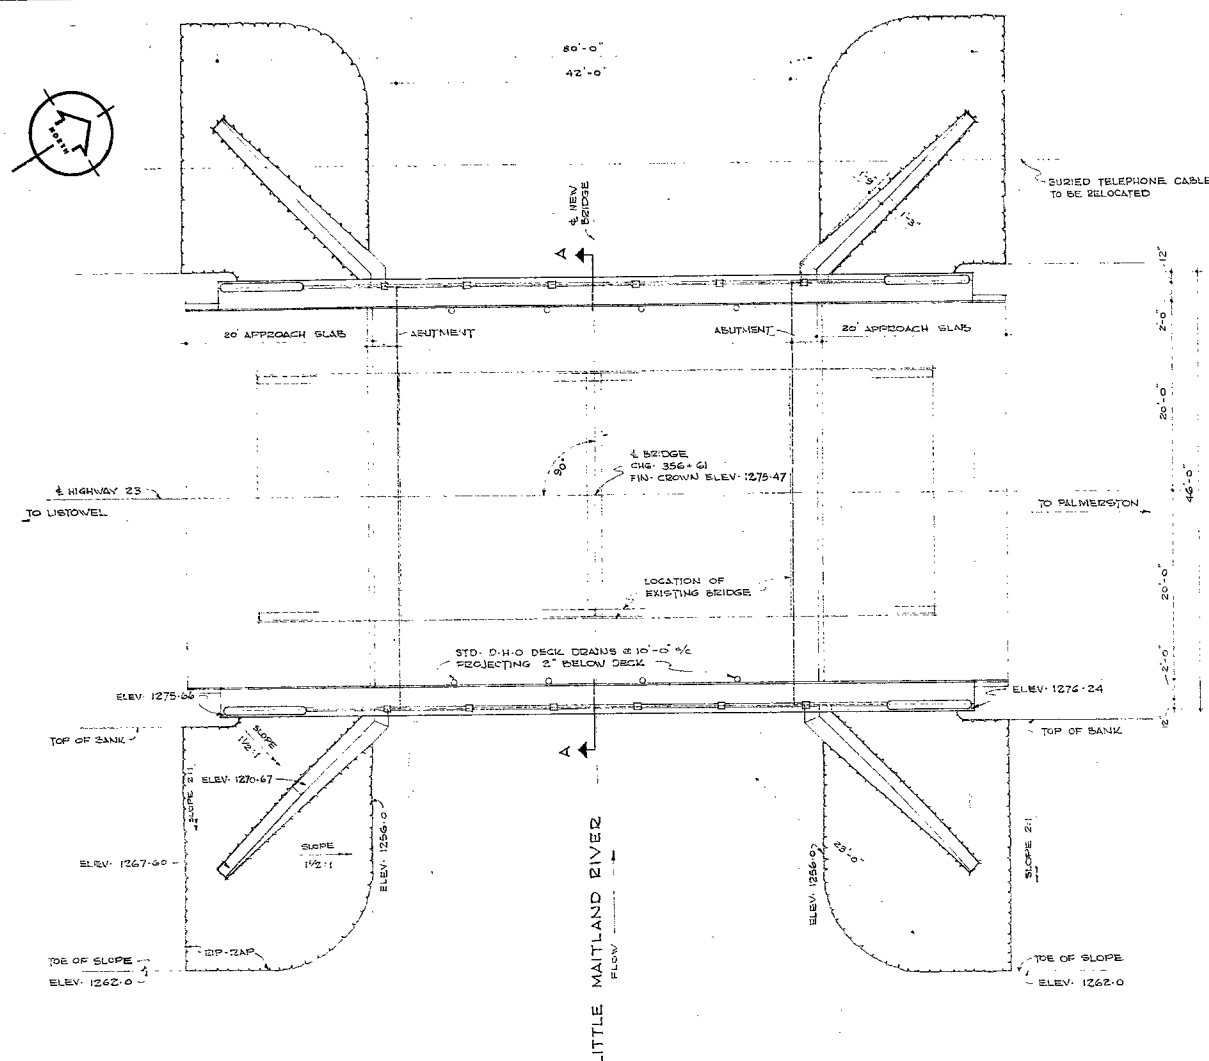 80'-0"
42'-0"
NORTH
BURIED TELEPHONE CABLE
TO BE RELOCATED
℄ NEW
BRIDGE
A
1'-9"
1'-3"
12"
20' APPROACH SLAB
ABUTMENT
ABUTMENT
20' APPROACH SLAB
2'-0"
20'-0"
46'-0"
90°
℄ BRIDGE
CHG. 356+61
FIN. CROWN ELEV. 1275.47
℄ HIGHWAY 23
TO LISTOWEL
TO PALMERSTON
LOCATION OF
EXISTING BRIDGE
20'-0"
STD. D.H.O DECK DRAINS @ 10'-0" c/c
PROJECTING 2" BELOW DECK
2'-0"
ELEV. 1275.66
ELEV. 1276.24
12"
TOP OF BANK
TOP OF BANK
SLOPE
1½:1
A
ELEV. 1270.67
SLOPE 2:1
ELEV. 1267.60
SLOPE
1½:1
ELEV. 1256.0
ELEV. 1256.07
25'-0"
SLOPE 2:1
LITTLE MAITLAND RIVER
FLOW
RIP-RAP
TOE OF SLOPE
ELEV. 1262.0
TOE OF SLOPE
ELEV. 1262.0